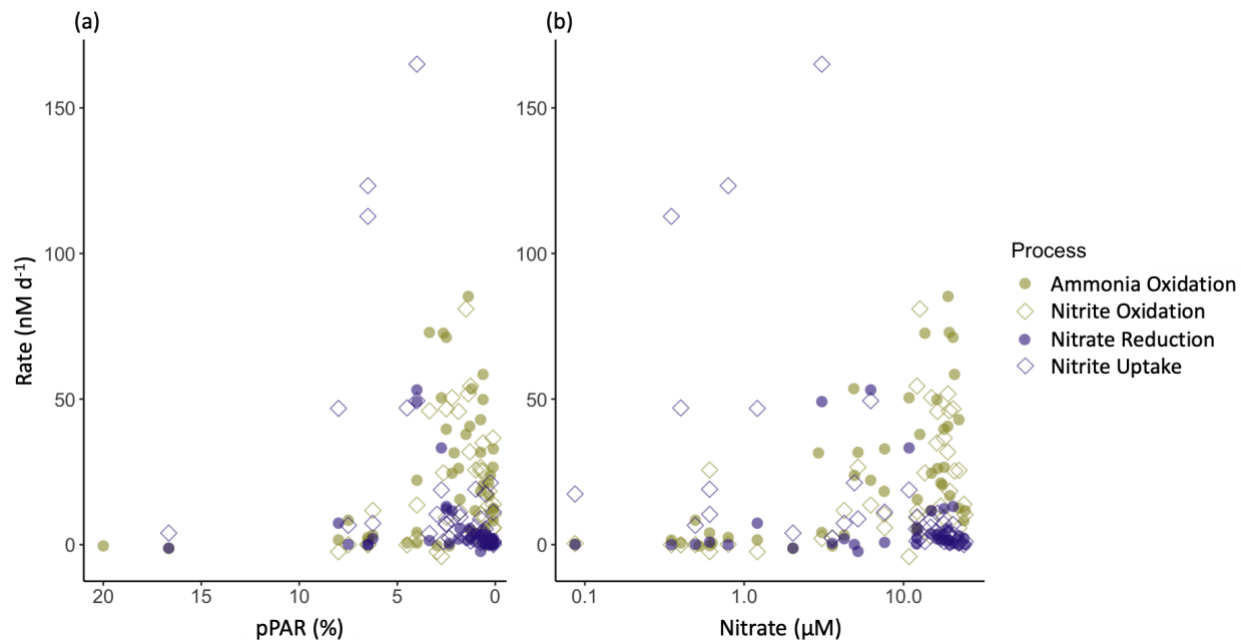 (a)
(b)
150
100
50
0
150
100
50
0
Rate (nM d⁻¹)
20 15 10 5 0
0.1 1.0 10.0
pPAR (%)
Nitrate (µM)
Process
Ammonia Oxidation
Nitrite Oxidation
Nitrate Reduction
Nitrite Uptake